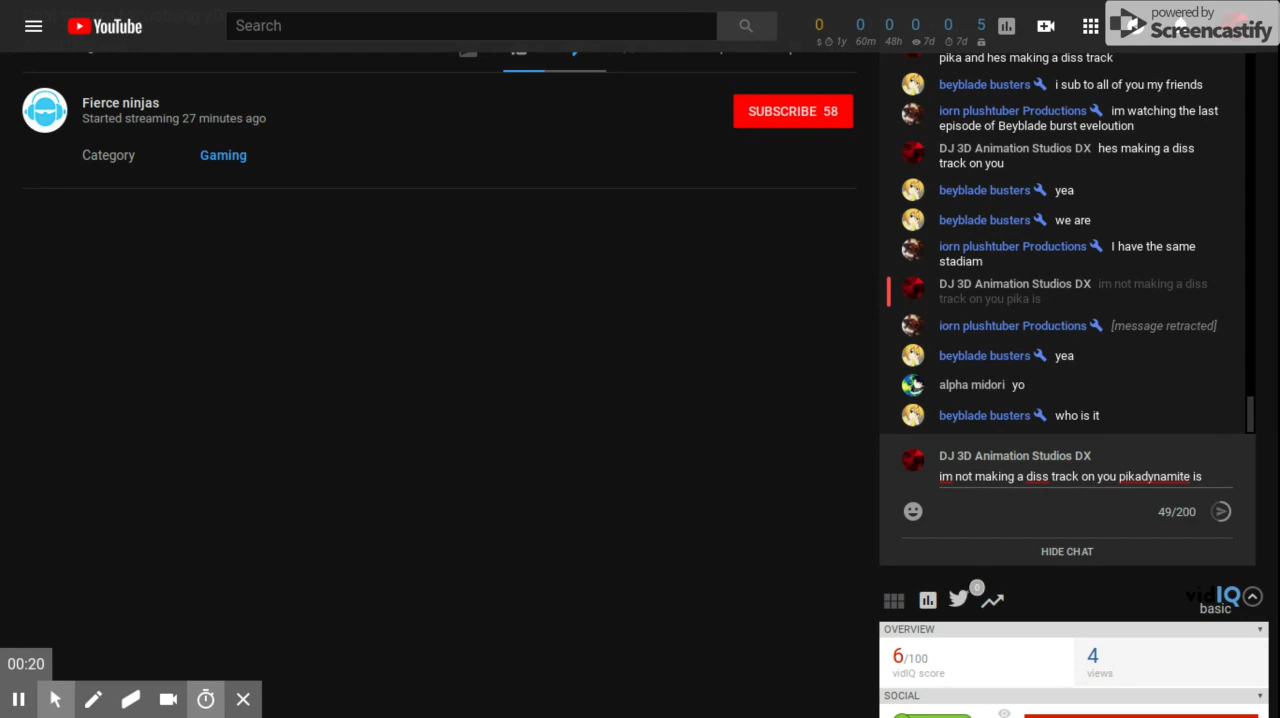 YouTube
Search
0 0 0 0 0 5
$ 1y 60m 48h 7d 7d
powered by
Screencastify
Fierce ninjas
Started streaming 27 minutes ago
SUBSCRIBE 58
Category Gaming
pika and hes making a diss track
beyblade busters i sub to all of you my friends
iorn plushtuber Productions im watching the last
episode of Beyblade burst eveloution
DJ 3D Animation Studios DX hes making a diss
track on you
beyblade busters yea
beyblade busters we are
iorn plushtuber Productions I have the same
stadiam
DJ 3D Animation Studios DX im not making a diss
track on you pika is
iorn plushtuber Productions [message retracted]
beyblade busters yea
alpha midori yo
beyblade busters who is it
DJ 3D Animation Studios DX
im not making a diss track on you pikadynamite is
49/200
HIDE CHAT
0
vidIQ
basic
OVERVIEW
6/100 4
vidIQ score views
SOCIAL
00:20